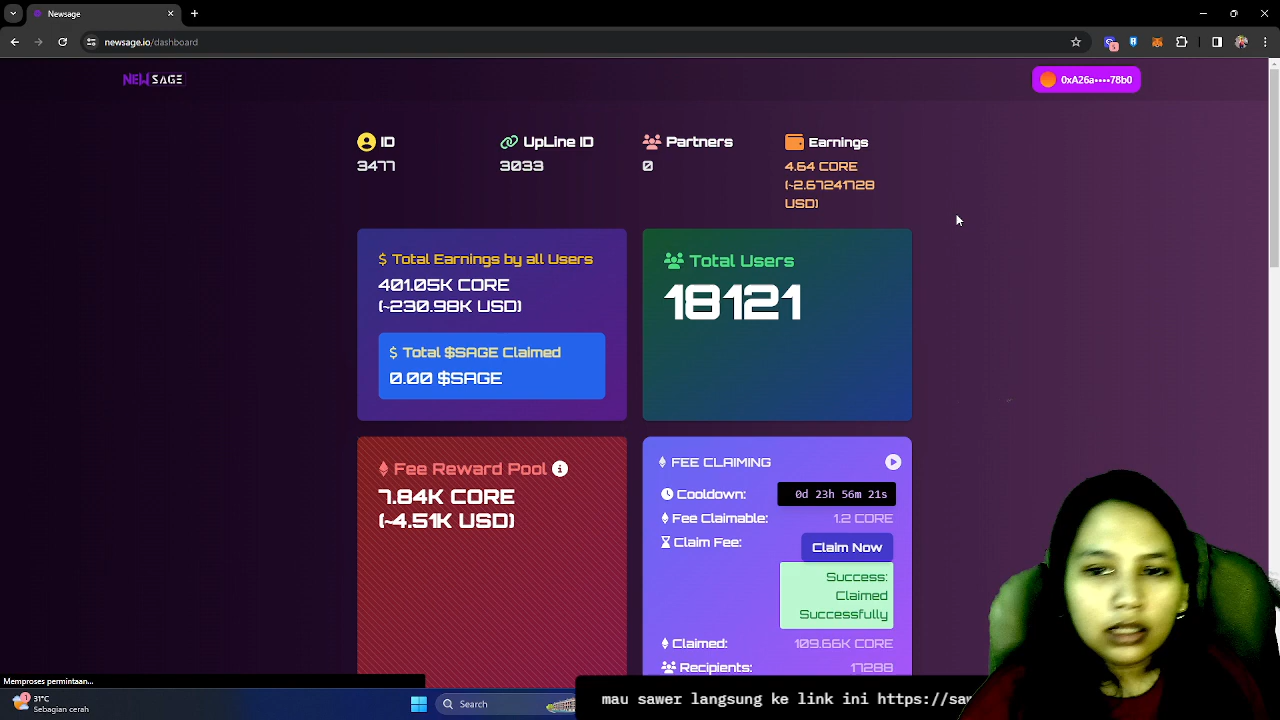 Newsage
newsage.io/dashboard
NEW SAGE
0xA26a••••78b0
ID
3477
UpLine ID
3033
Partners
0
Earnings
4.64 CORE
(~2.67241728
USD)
$ Total Earnings by all Users
401.05K CORE
(~230.98K USD)
$ Total $SAGE Claimed
0.00 $SAGE
Total Users
18121
Fee Reward Pool
7.84K CORE
(~4.51K USD)
FEE CLAIMING
Cooldown: 0d 23h 56m 21s
Fee Claimable: 1.2 CORE
Claim Fee: Claim Now
Success:
Claimed
Successfully
Claimed: 109.66K CORE
Recipients: 17288
Memproses permintaan...
31°C
Sebagian cerah
Search
mau sawer langsung ke link ini https://sa